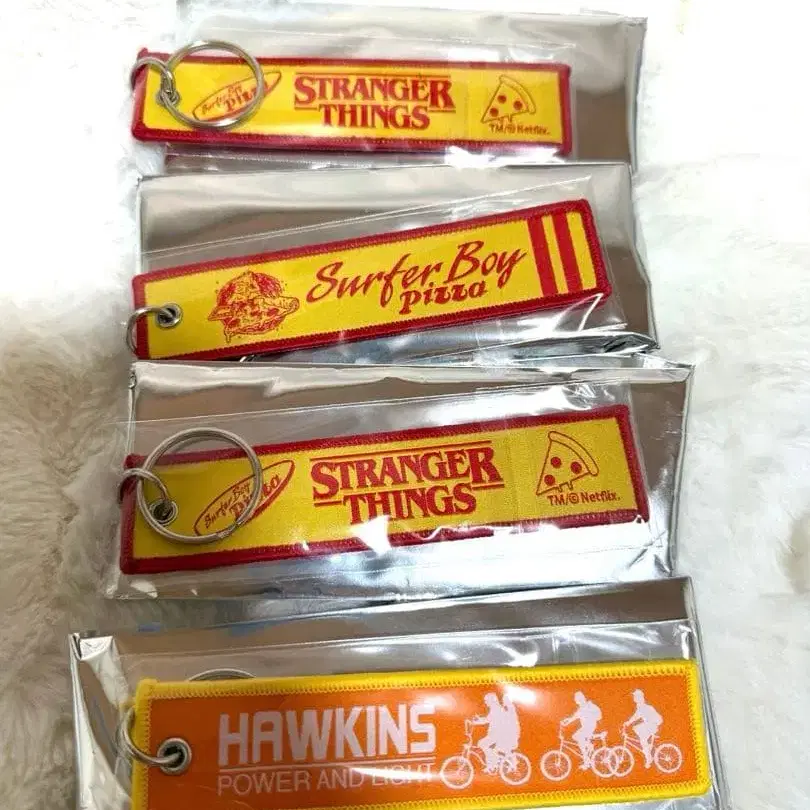 Surfer Boy
Pizza
STRANGER
THINGS
TM/© Netflix.
Surfer Boy
pizza
Surfer Boy
Pizza
STRANGER
THINGS
TM/© Netflix.
HAWKINS
POWER AND LIGHT